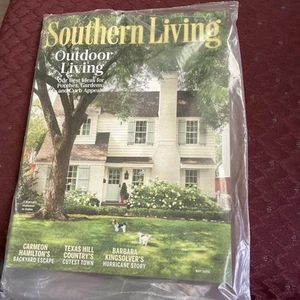 Southern Living
Outdoor
Living
Our Best Ideas for
Porches, Gardens,
and Curb Appeal
CARMEON
HAMILTON'S
BACKYARD ESCAPE
TEXAS HILL
COUNTRY'S
CUTEST TOWN
BARBARA
KINGSOLVER'S
HURRICANE STORY